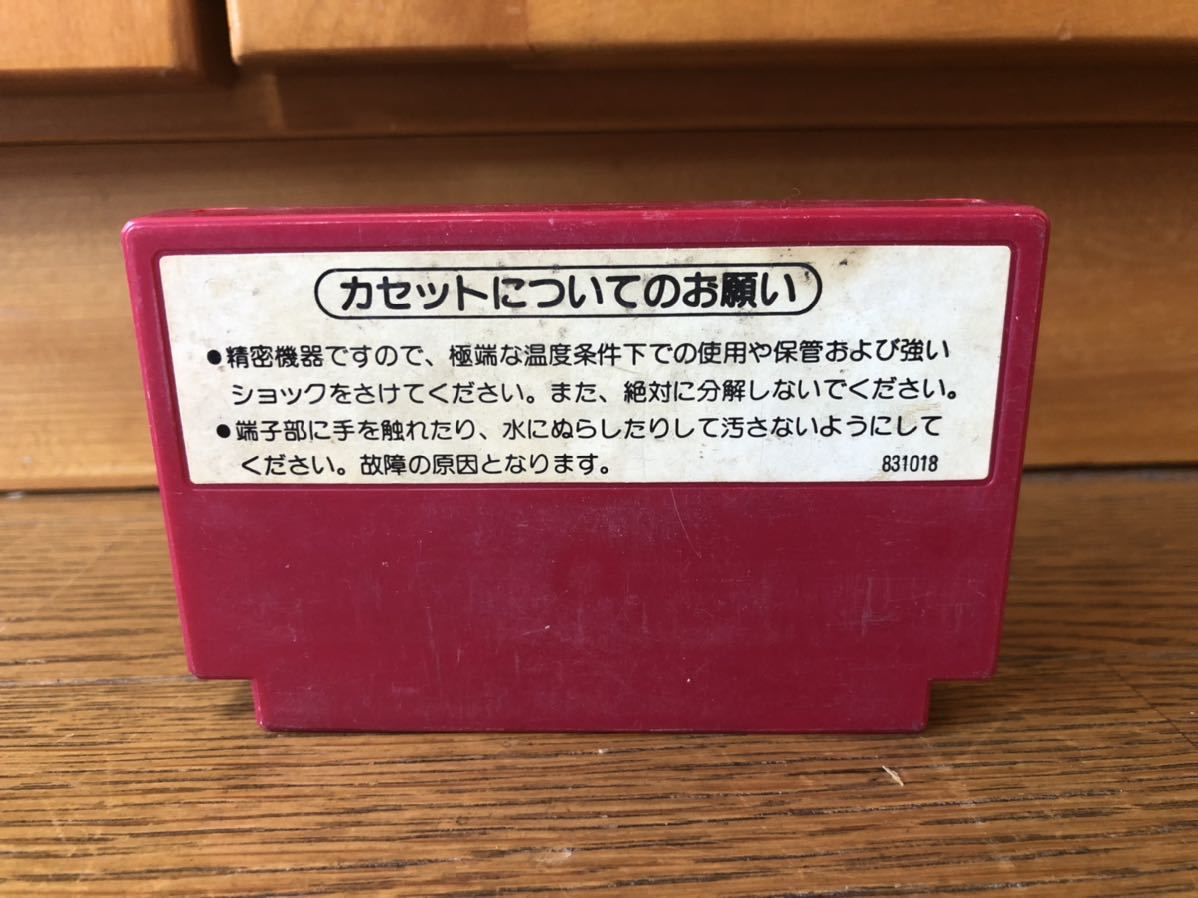 カセットについてのお願い
●精密機器ですので、極端な温度条件下での使用や保管および強い
ショックをさけてください。また、絶対に分解しないでください。
●端子部に手を触れたり、水にぬらしたりして汚さないようにして
ください。故障の原因となります。 831018